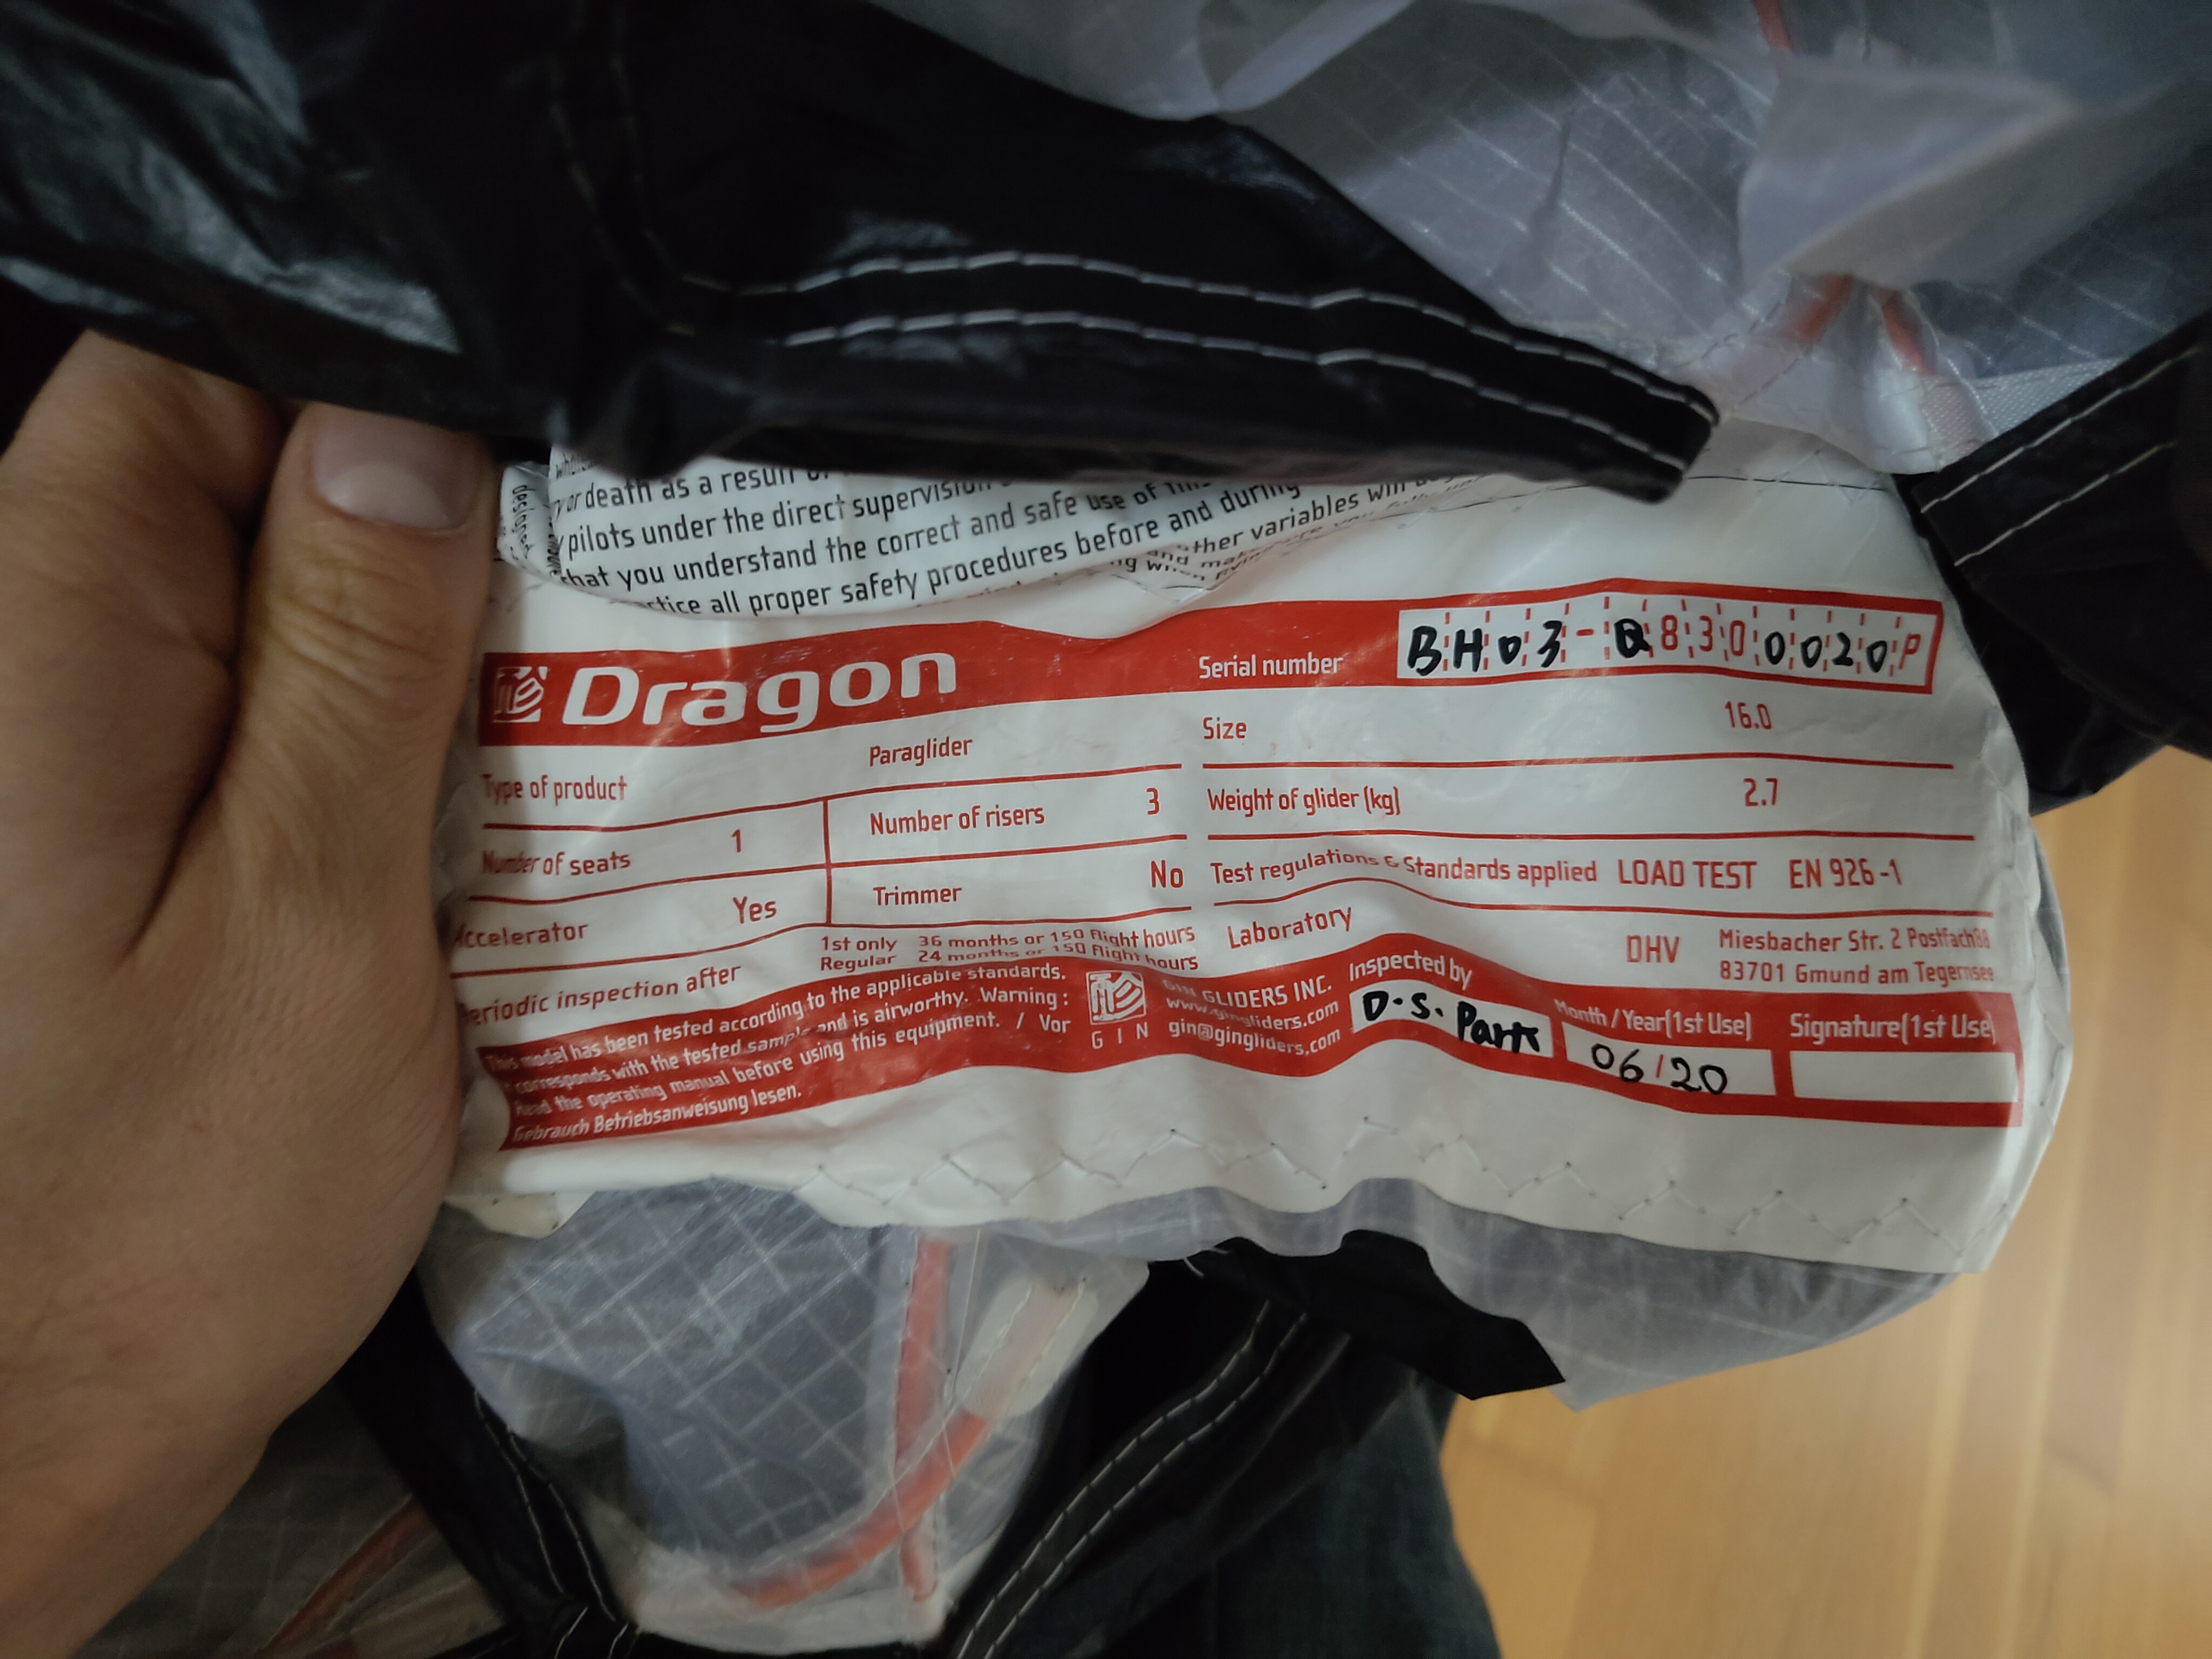 or death as a result
pilots under the direct supervision
that you understand the correct and safe use of
all proper safety procedures before and during
other variables will
Dragon
Serial number BH03-Q8300020P
Type of product Paraglider
Size 16.0
Number of seats 1
Number of risers 3
Weight of glider (kg) 2.7
Accelerator Yes
Trimmer No
Test regulations & Standards applied LOAD TEST EN 926-1
Periodic inspection after
1st only 36 months or 150 flight hours
Regular 24 months or 150 flight hours
Laboratory DHV
Miesbacher Str. 2 Postfach88
83701 Gmund am Tegernsee
This model has been tested according to the applicable standards.
corresponds with the tested sample and is airworthy. Warning :
Read the operating manual before using this equipment. / Vor
Gebrauch Betriebsanweisung lesen.
GIN
GIN GLIDERS INC.
www.gingliders.com
gin@gingliders.com
Inspected by
D.S. Park
Month/Year(1st Use)
06/20
Signature(1st Use)